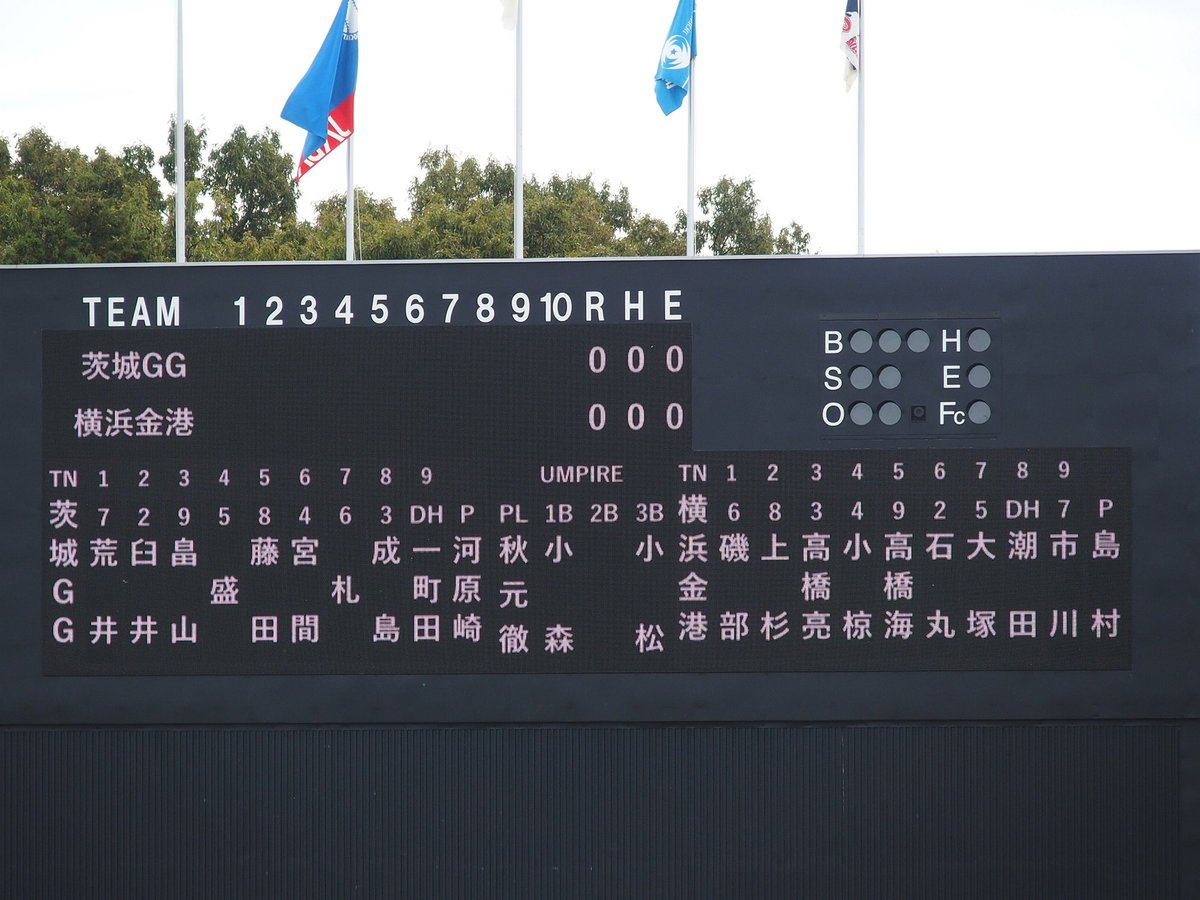 TEAM 1 2 3 4 5 6 7 8 9 10 R H E
茨城GG 0 0 0
横浜金港 0 0 0
B H
S E
O Fc
TN 1 2 3 4 5 6 7 8 9 UMPIRE TN 1 2 3 4 5 6 7 8 9
茨 7 2 9 5 8 4 6 3 DH P PL 1B 2B 3B 横 6 8 3 4 9 2 5 DH 7 P
城 荒 臼 畠 藤 宮 成 一 河 秋 小 小 浜 磯 上 高 小 高 石 大 潮 市 島
G 盛 札 町 原 元 金 橋 橋
G 井 井 山 田 間 島 田 崎 徹 森 松 港 部 杉 亮 椋 海 丸 塚 田 川 村